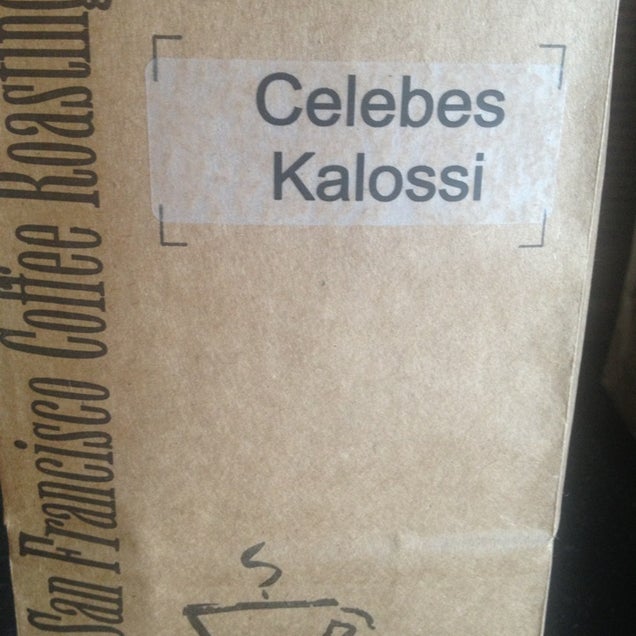 Celebes
Kalossi
San Francisco Coffee Roasting